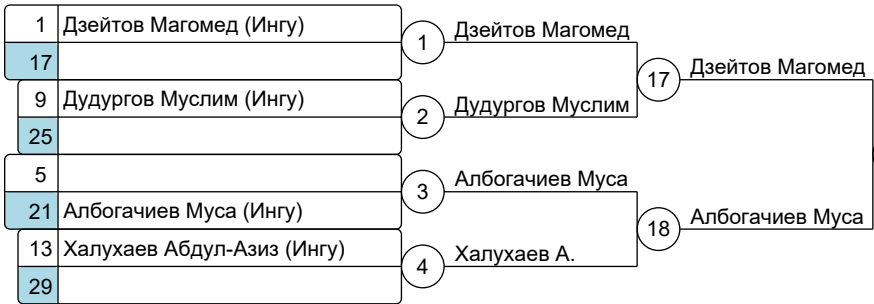 1 Дзейтов Магомед (Ингу)
17
1 Дзейтов Магомед
9 Дудургов Муслим (Ингу)
25
2 Дудургов Муслим
17 Дзейтов Магомед
5
21 Албогачиев Муса (Ингу)
3 Албогачиев Муса
13 Халухаев Абдул-Азиз (Ингу)
29
4 Халухаев А.
18 Албогачиев Муса